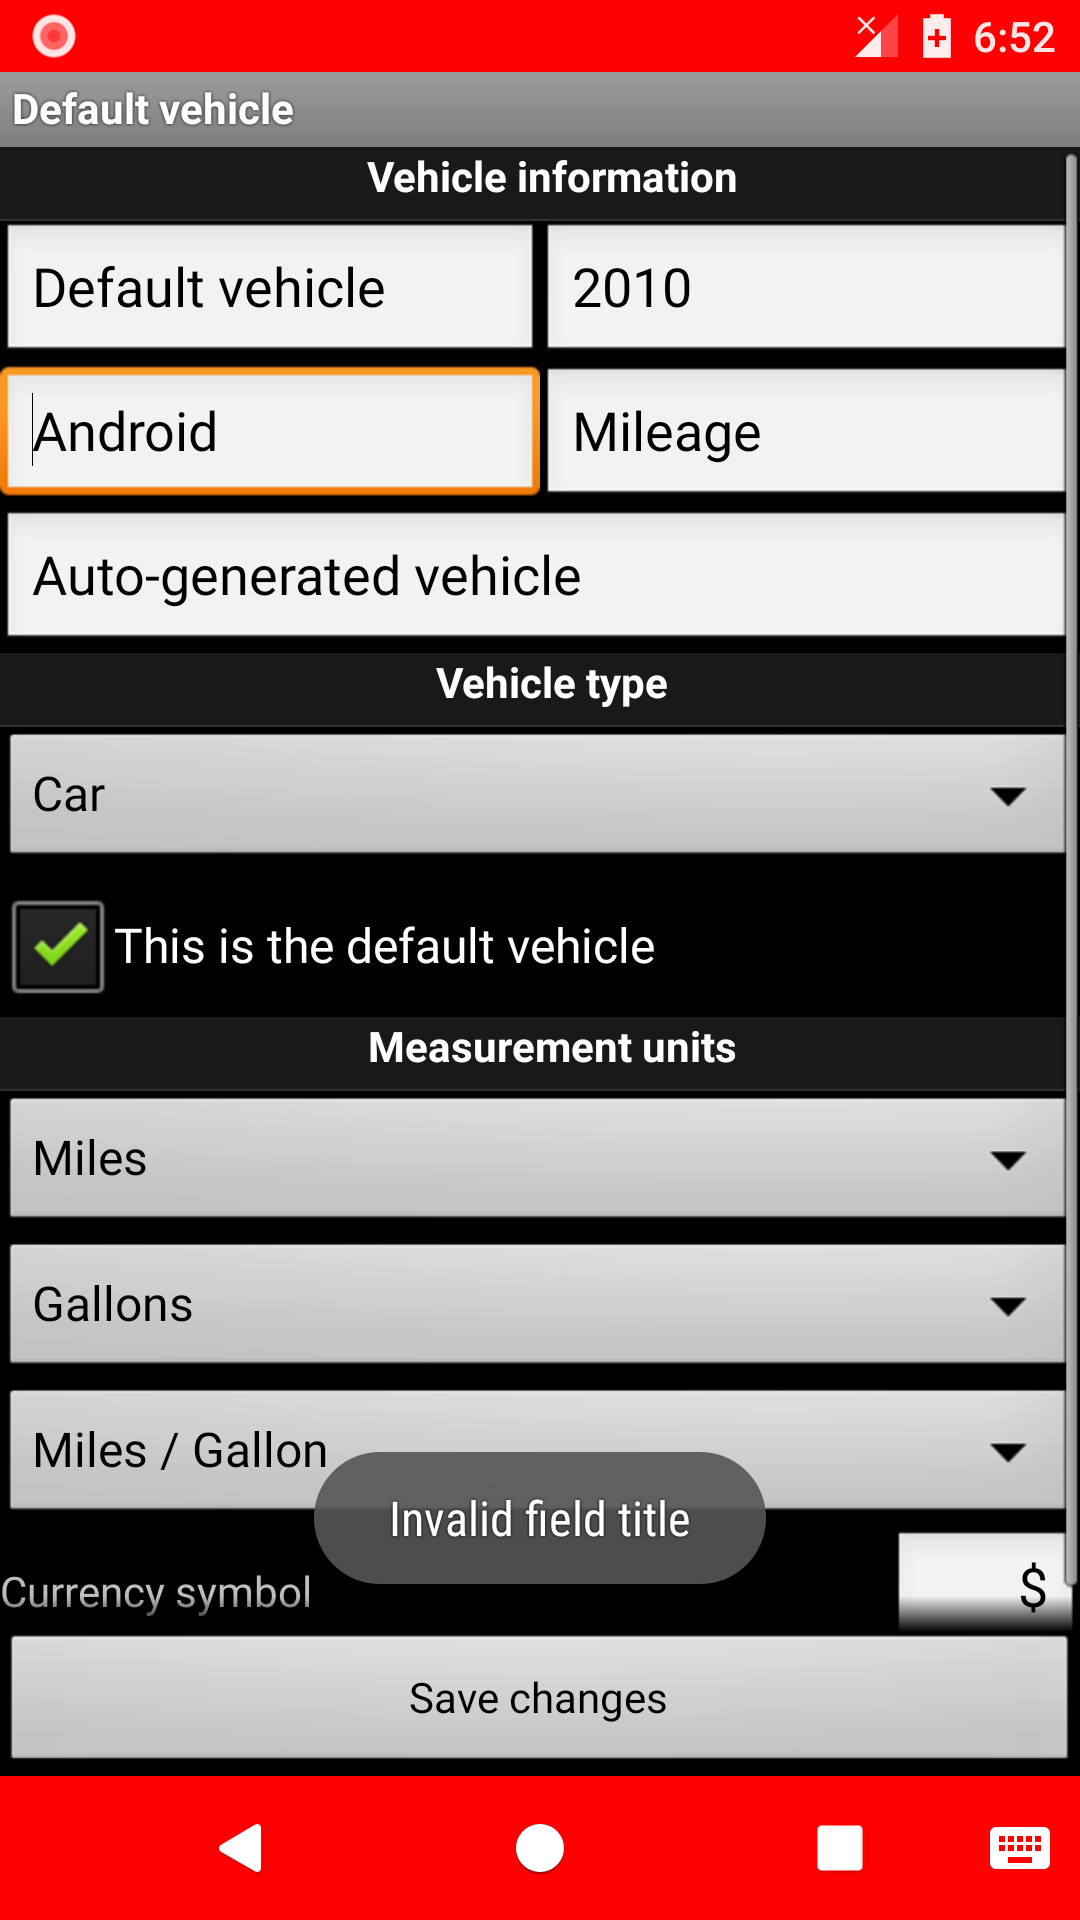 6:52
Default vehicle
Vehicle information
Default vehicle
2010
Android
Mileage
Auto-generated vehicle
Vehicle type
Car
This is the default vehicle
Measurement units
Miles
Gallons
Miles / Gallon
Invalid field title
Currency symbol
$
Save changes